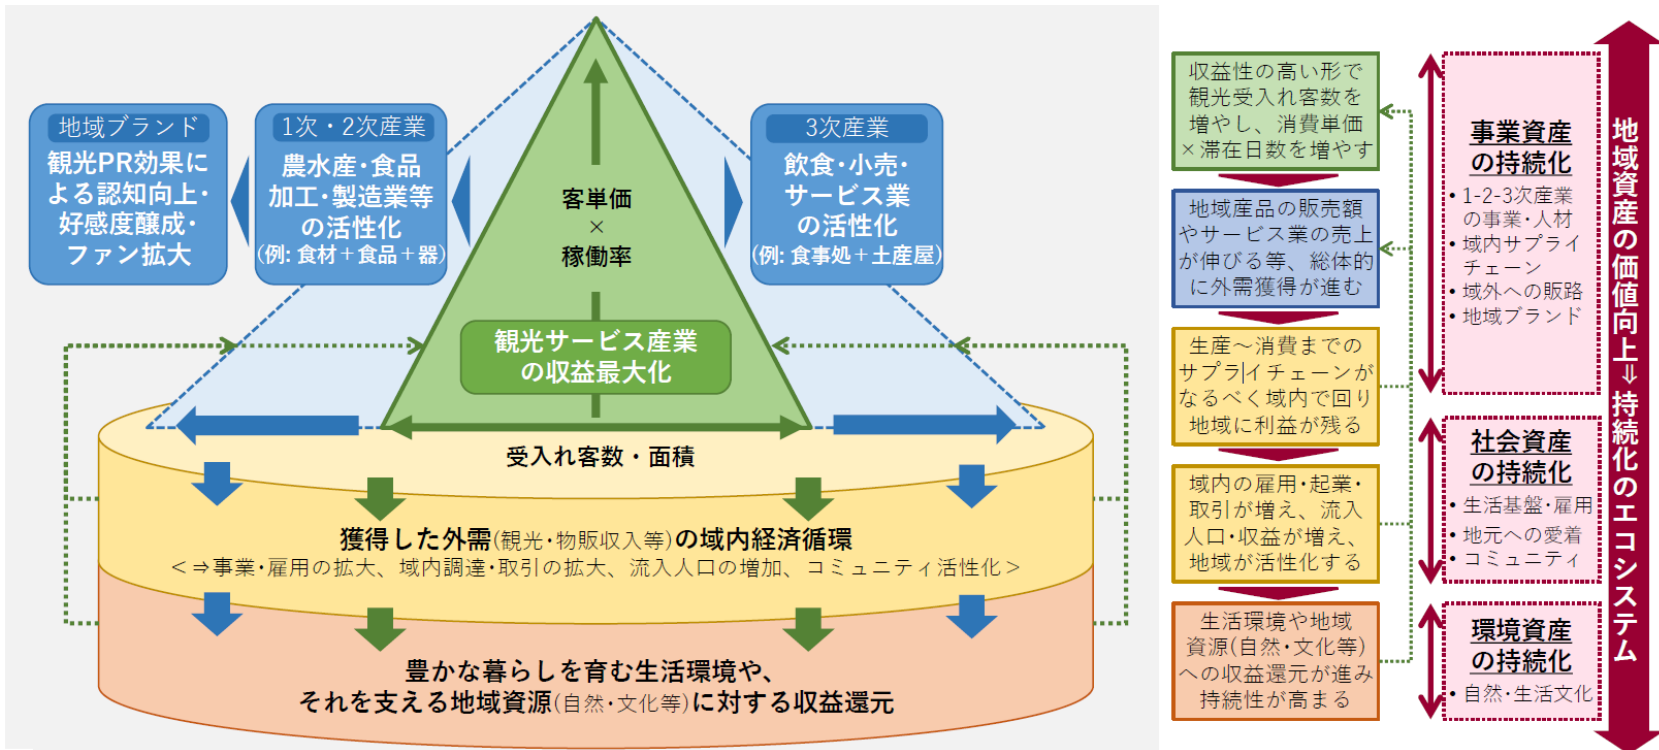 地域ブランド
観光PR効果に
よる認知向上・
好感度醸成・
ファン拡大
1次・2次産業
農水産・食品
加工・製造業等
の活性化
(例: 食材＋食品＋器)
客単価
×
稼働率
3次産業
飲食・小売・
サービス業
の活性化
(例: 食事処＋土産屋)
観光サービス産業
の収益最大化
受入れ客数・面積
獲得した外需(観光・物販収入等)の域内経済循環
＜⇒事業・雇用の拡大、域内調達・取引の拡大、流入人口の増加、コミュニティ活性化＞
豊かな暮らしを育む生活環境や、
それを支える地域資源(自然・文化等)に対する収益還元
収益性の高い形で
観光受入れ客数を
増やし、消費単価
×滞在日数を増やす
地域産品の販売額
やサービス業の売上
が伸びる等、総体的
に外需獲得が進む
生産～消費までの
サプライチェーンが
なるべく域内で回り
地域に利益が残る
域内の雇用・起業・
取引が増え、流入
人口・収益が増え、
地域が活性化する
生活環境や地域
資源(自然・文化等)
への収益還元が進み
持続性が高まる
事業資産
の持続化
• 1-2-3次産業
の事業・人材
• 域内サプライ
チェーン
• 域外への販路
• 地域ブランド
社会資産
の持続化
• 生活基盤・雇用
• 地元への愛着
• コミュニティ
環境資産
の持続化
• 自然・生活文化
地域資産の価値向上⇒持続化のエコシステム